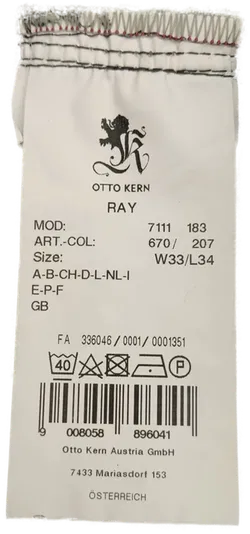 OTTO KERN
RAY
MOD: 7111 183
ART.-COL: 670/ 207
Size: W33/L34
A-B-CH-D-L-NL-I
E-P-F
GB
FA 336046/0001/0001351
40 P
9 008058 896041
Otto Kern Austria GmbH
7433 Mariasdorf 153
ÖSTERREICH